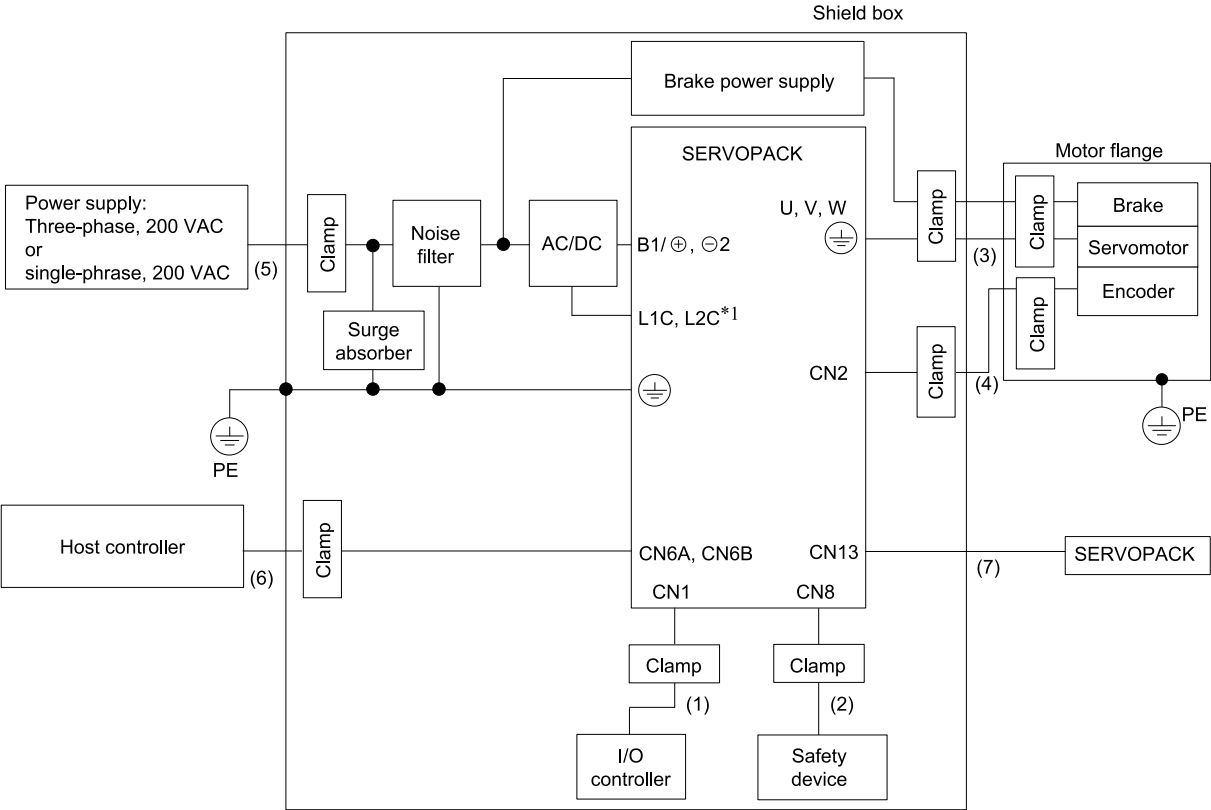 Shield box
Brake power supply
SERVOPACK
Motor flange
Power supply:
Three-phase, 200 VAC
or
single-phrase, 200 VAC
(5)
Clamp
Noise
filter
AC/DC
B1/ ⊕, ⊖2
U, V, W
Clamp
(3)
Clamp
Brake
Servomotor
Encoder
Surge
absorber
L1C, L2C*1
Clamp
CN2
Clamp
(4)
PE
PE
Host controller
(6)
Clamp
CN6A, CN6B
CN13
(7)
SERVOPACK
CN1
CN8
Clamp
Clamp
(1)
(2)
I/O
controller
Safety
device